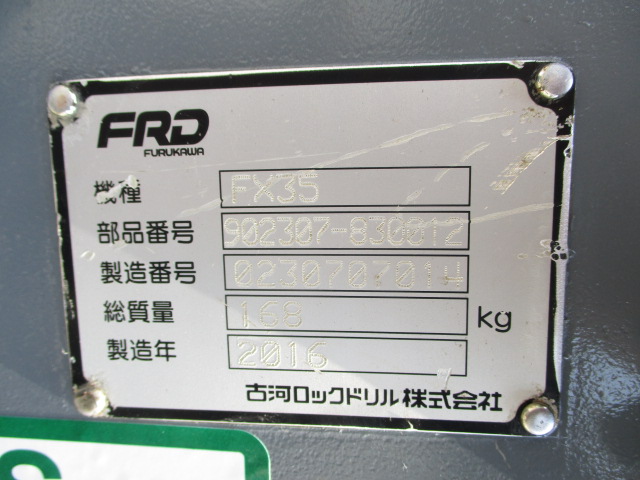 FRD
FURUKAWA
機種 FX35
部品番号 902307-830012
製造番号
総質量 168 kg
製造年 2016
古河ロックドリル株式会社
S